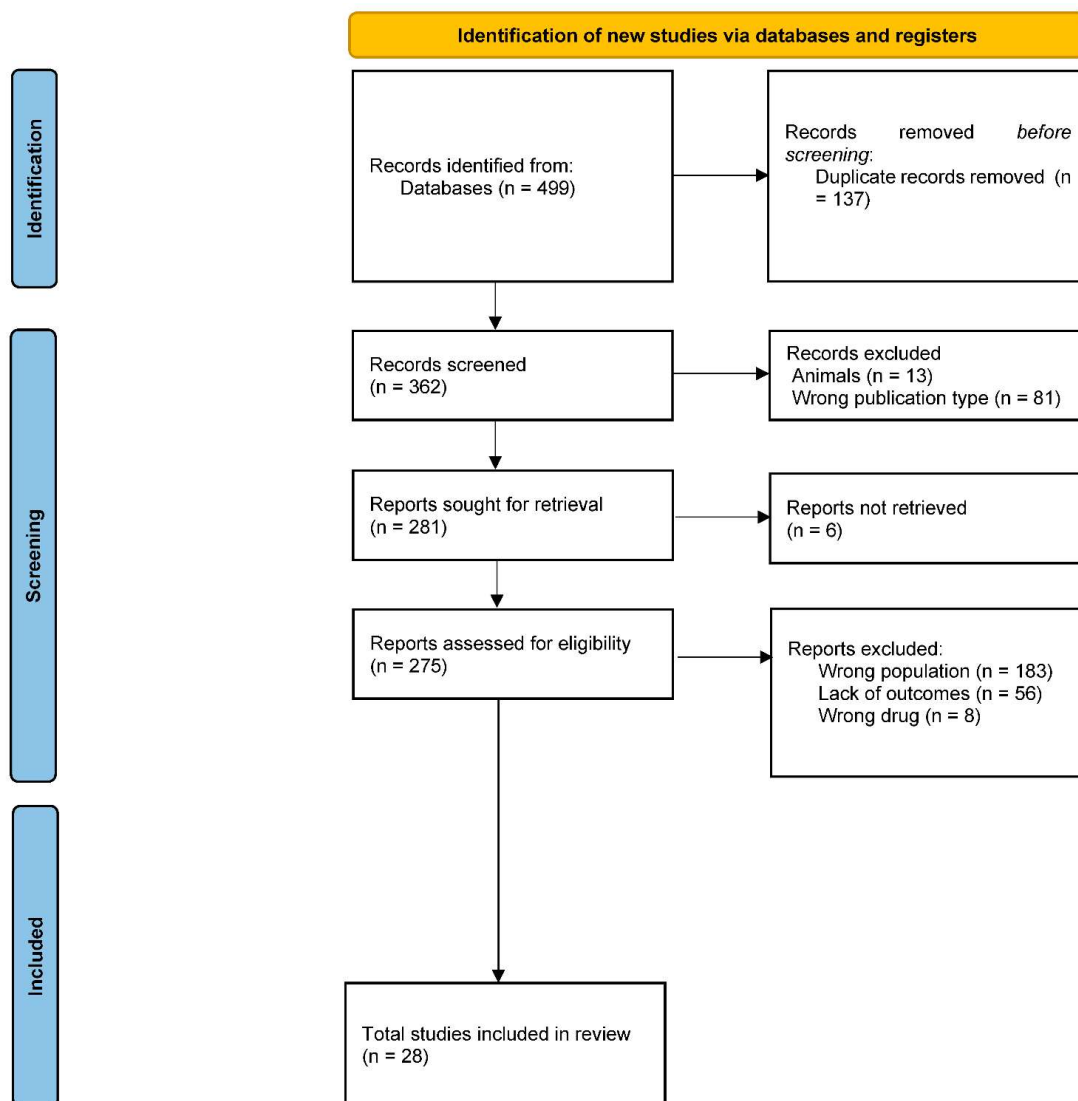 Identification of new studies via databases and registers
Identification
Records identified from:
Databases (n = 499)
Records removed before
screening:
Duplicate records removed (n
= 137)
Screening
Records screened
(n = 362)
Records excluded
Animals (n = 13)
Wrong publication type (n = 81)
Reports sought for retrieval
(n = 281)
Reports not retrieved
(n = 6)
Reports assessed for eligibility
(n = 275)
Reports excluded:
Wrong population (n = 183)
Lack of outcomes (n = 56)
Wrong drug (n = 8)
Included
Total studies included in review
(n = 28)